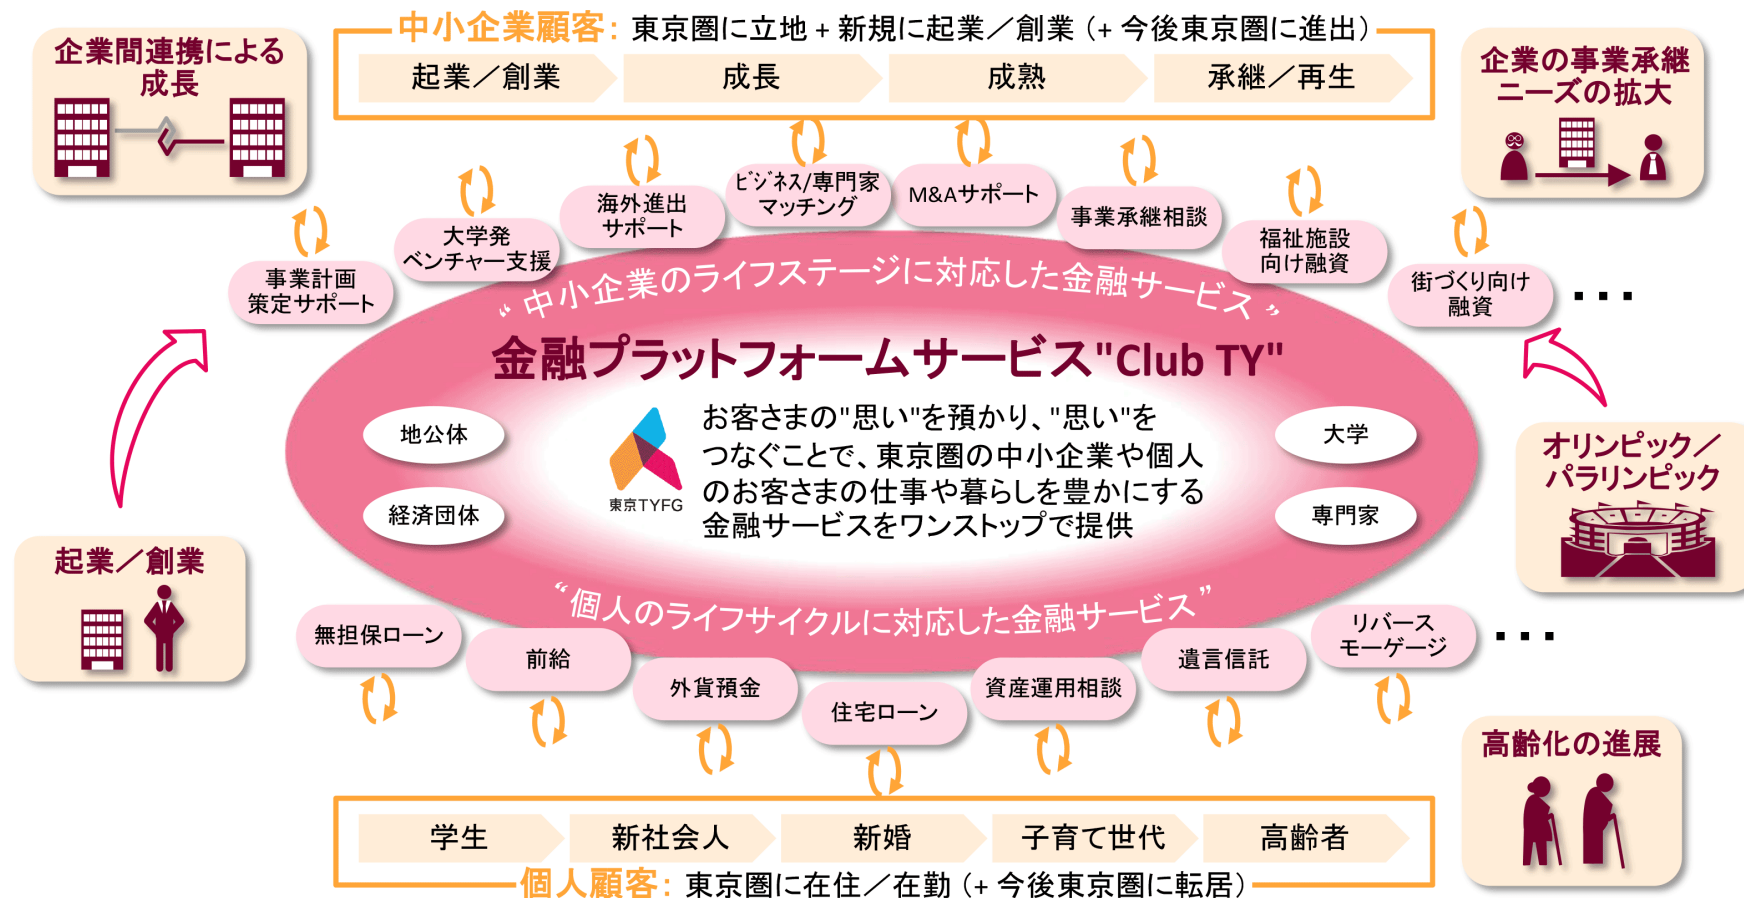 中小企業顧客： 東京圏に立地 + 新規に起業／創業 (+ 今後東京圏に進出)
起業／創業
成長
成熟
承継／再生
企業間連携による
成長
企業の事業承継
ニーズの拡大
事業計画
策定サポート
大学発
ベンチャー支援
海外進出
サポート
ﾋﾞｼﾞﾈｽ/専門家
マッチング
M&Aサポート
事業承継相談
福祉施設
向け融資
街づくり向け
融資
...
“ 中小企業のライフステージに対応した金融サービス ”
金融プラットフォームサービス"Club TY"
地公体
経済団体
東京TYFG
お客さまの"思い"を預かり、"思い"を
つなぐことで、東京圏の中小企業や個人
のお客さまの仕事や暮らしを豊かにする
金融サービスをワンストップで提供
大学
専門家
オリンピック／
パラリンピック
起業／創業
“個人のライフサイクルに対応した金融サービス”
無担保ローン
前給
外貨預金
住宅ローン
資産運用相談
遺言信託
リバース
モーゲージ
...
高齢化の進展
学生
新社会人
新婚
子育て世代
高齢者
個人顧客： 東京圏に在住／在勤 (+ 今後東京圏に転居)